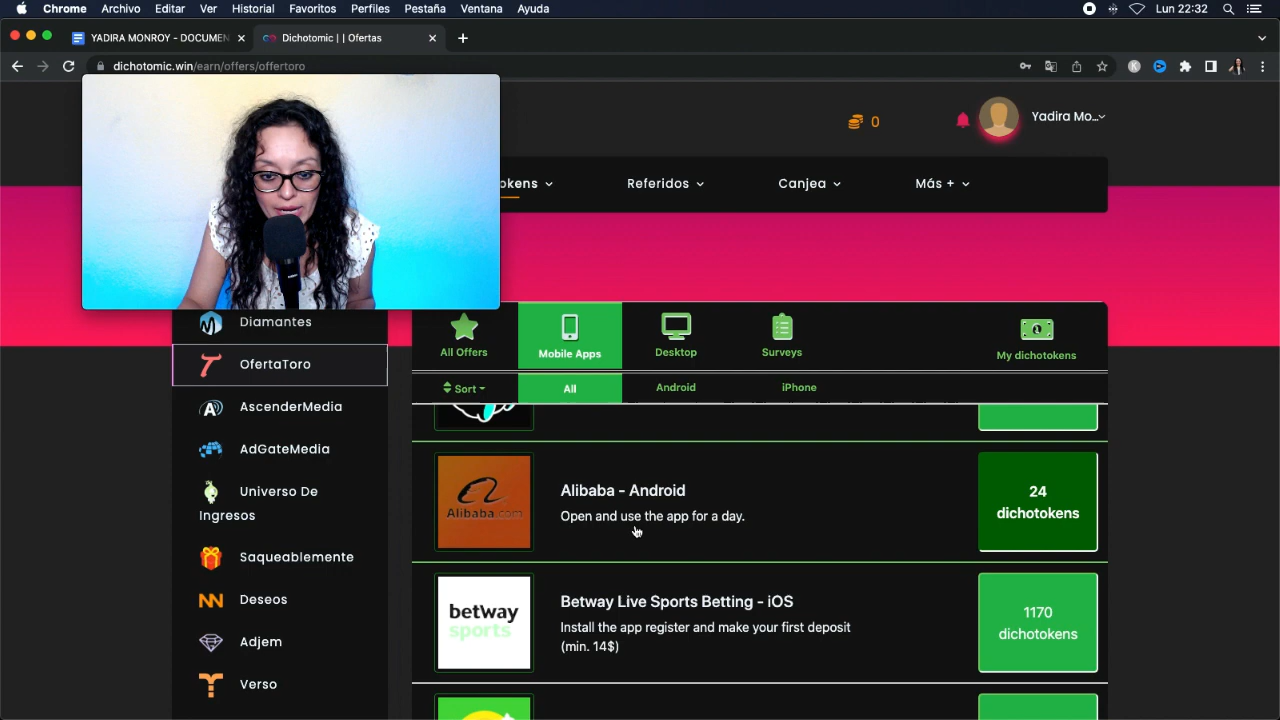 Chrome Archivo Editar Ver Historial Favoritos Perfiles Pestaña Ventana Ayuda
Lun 22:32
YADIRA MONROY - DOCUMEN
Dichotomic | | Ofertas
dichotomic.win/earn/offers/offertoro
0
Yadira Mo...
okens
Referidos
Canjea
Más +
Diamantes
OfertaToro
AscenderMedia
AdGateMedia
Universo De
Ingresos
Saqueablemente
Deseos
Adjem
Verso
All Offers
Mobile Apps
Desktop
Surveys
My dichotokens
Sort
All
Android
iPhone
Alibaba.com
Alibaba - Android
Open and use the app for a day.
24
dichotokens
betway
sports
Betway Live Sports Betting - iOS
Install the app register and make your first deposit
(min. 14$)
1170
dichotokens